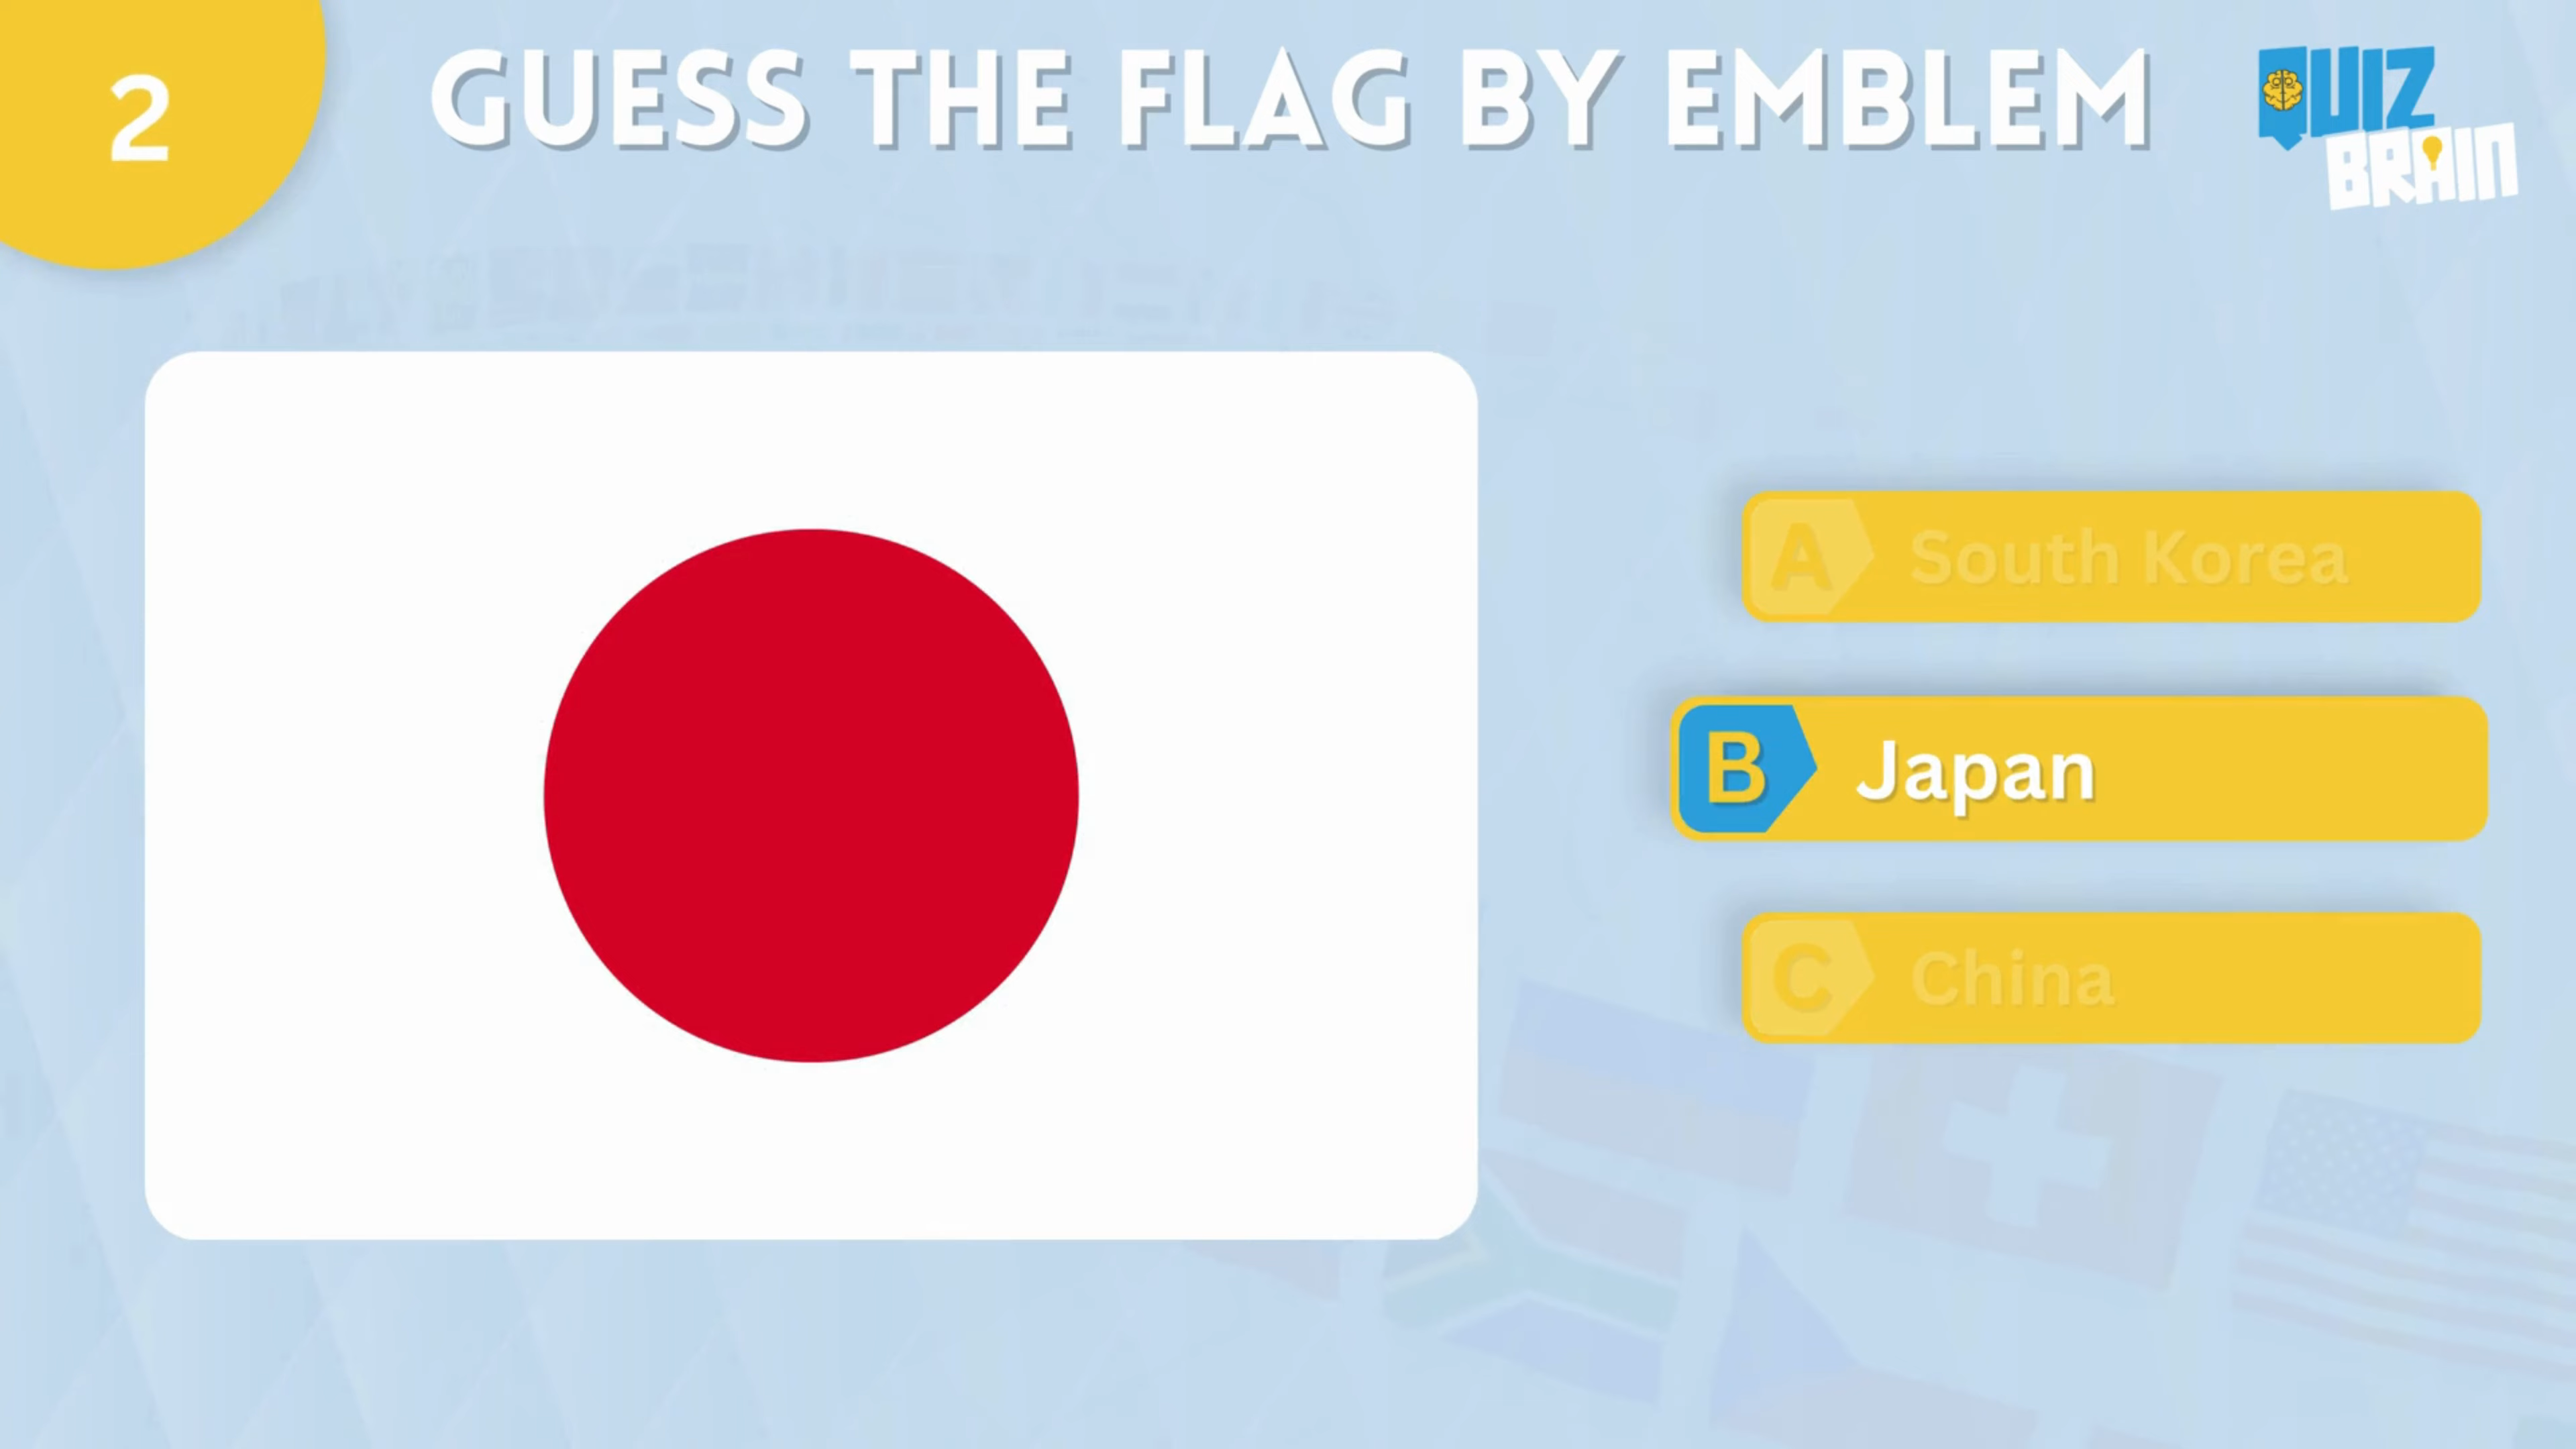 2
GUESS THE FLAG BY EMBLEM
QUIZ
BRAIN
A South Korea
B Japan
C China